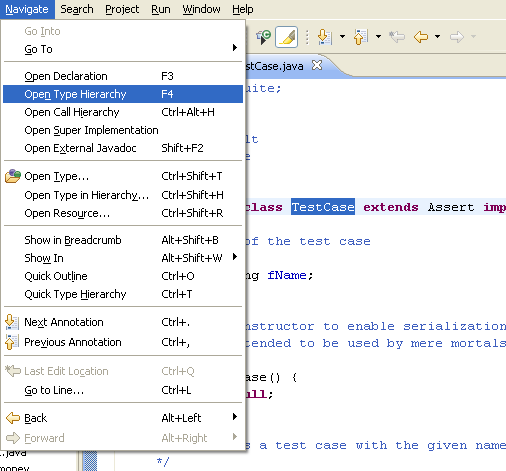 Navigate Search Project Run Window Help
Go Into
Go To
Open Declaration F3
Open Type Hierarchy F4
Open Call Hierarchy Ctrl+Alt+H
Open Super Implementation
Open External Javadoc Shift+F2
Open Type... Ctrl+Shift+T
Open Type in Hierarchy... Ctrl+Shift+H
Open Resource... Ctrl+Shift+R
Show in Breadcrumb Alt+Shift+B
Show In Alt+Shift+W
Quick Outline Ctrl+O
Quick Type Hierarchy Ctrl+T
Next Annotation Ctrl+.
Previous Annotation Ctrl+,
Last Edit Location Ctrl+Q
Go to Line... Ctrl+L
Back Alt+Left
Forward Alt+Right
.java
money
stCase.java
uite;
lt
e
class TestCase extends Assert imp
of the test case
ng fName;
nstructor to enable serialization
tended to be used by mere mortals
ase() {
ull;
s a test case with the given name
*/